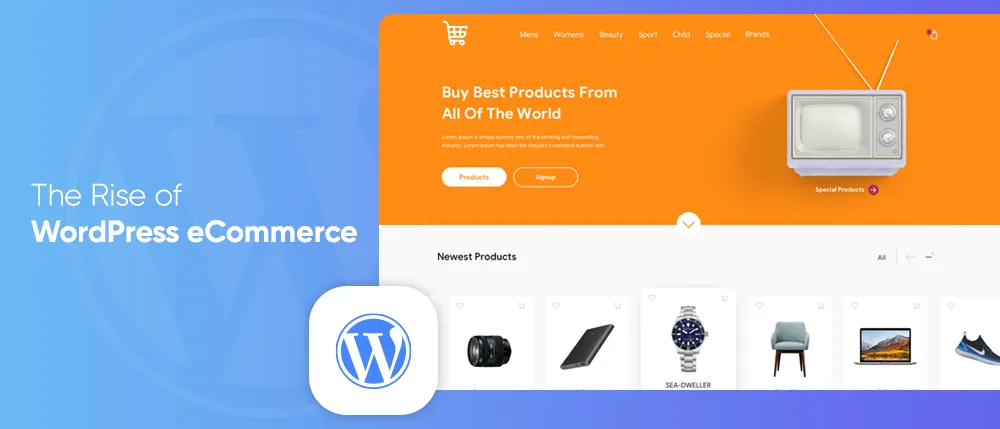 The Rise of
WordPress eCommerce
Mens Womens Beauty Sport Child Special Brands
Buy Best Products From
All Of The World
Lorem Ipsum is simply dummy text of the printing and typesetting
industry. Lorem Ipsum has been the industry's standard dummy text.
Products Signup
Special Products
Newest Products
All
SEA-DWELLER